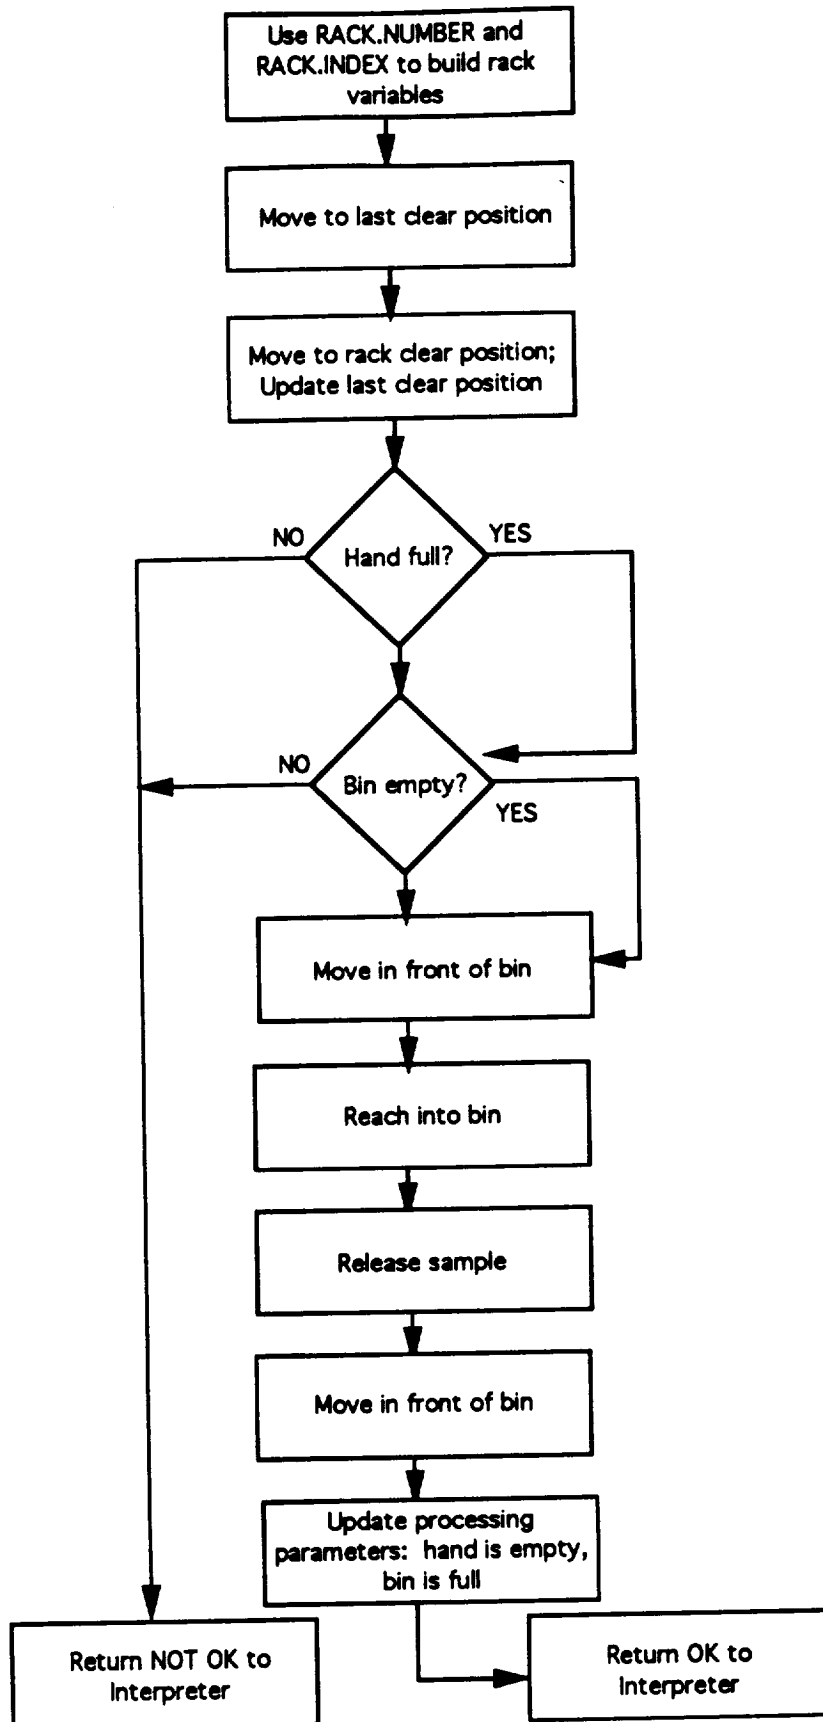 Use RACK.NUMBER and
RACK.INDEX to build rack
variables
Move to last clear position
Move to rack clear position;
Update last clear position
NO
YES
Hand full?
NO
Bin empty?
YES
Move in front of bin
Reach into bin
Release sample
Move in front of bin
Update processing
parameters: hand is empty,
bin is full
Return NOT OK to
Interpreter
Return OK to
Interpreter